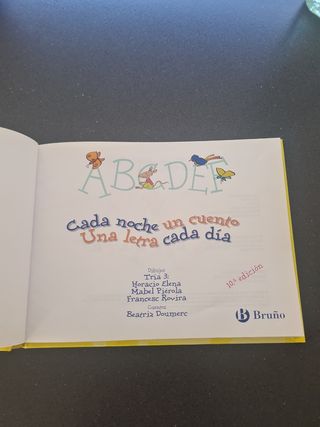 ABCDEF
Cada noche un cuento
Una letra cada día
Dibujos
Tría 3:
Horacio Elena
Mabel Piérola
Francesc Rovira
Cuentos
Beatriz Doumerc
10.ª edición
B Bruño